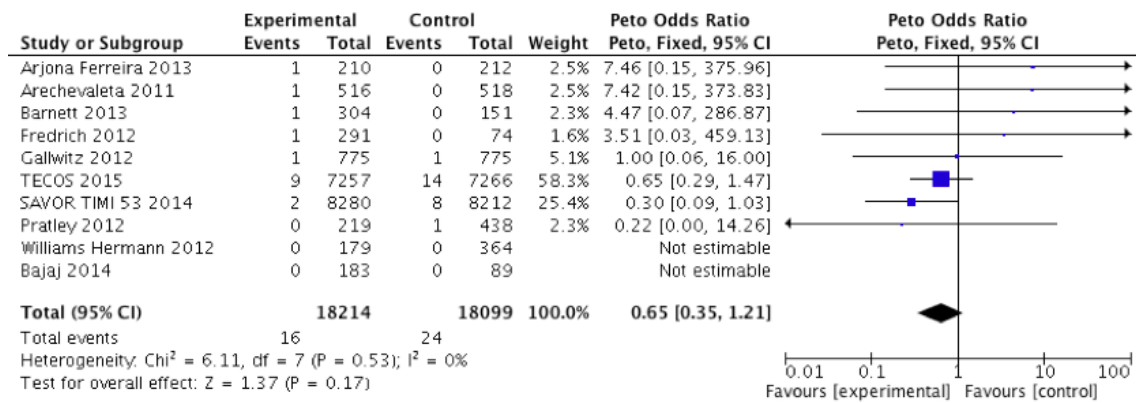 Experimental Control Peto Odds Ratio Peto Odds Ratio
Study or Subgroup Events Total Events Total Weight Peto, Fixed, 95% CI Peto, Fixed, 95% CI
Arjona Ferreira 2013 1 210 0 212 2.5% 7.46 [0.15, 375.96]
Arechevaleta 2011 1 516 0 518 2.5% 7.42 [0.15, 373.83]
Barnett 2013 1 304 0 151 2.3% 4.47 [0.07, 286.87]
Fredrich 2012 1 291 0 74 1.6% 3.51 [0.03, 459.13]
Gallwitz 2012 1 775 1 775 5.1% 1.00 [0.06, 16.00]
TECOS 2015 9 7257 14 7266 58.3% 0.65 [0.29, 1.47]
SAVOR TIMI 53 2014 2 8280 8 8212 25.4% 0.30 [0.09, 1.03]
Pratley 2012 0 219 1 438 2.3% 0.22 [0.00, 14.26]
Williams Hermann 2012 0 179 0 364 Not estimable
Bajaj 2014 0 183 0 89 Not estimable
Total (95% CI) 18214 18099 100.0% 0.65 [0.35, 1.21]
Total events 16 24
Heterogeneity: Chi² = 6.11, df = 7 (P = 0.53); I² = 0%
Test for overall effect: Z = 1.37 (P = 0.17)
0.01 0.1 1 10 100
Favours [experimental] Favours [control]